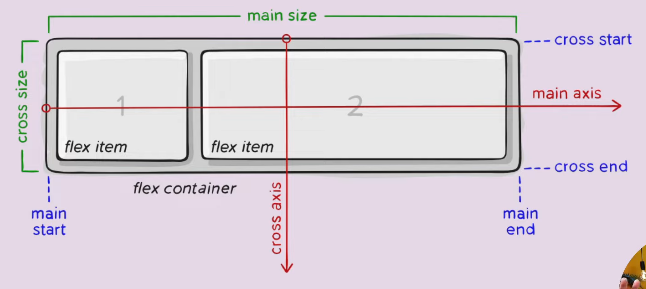 main size
cross start
cross size
main axis
1
2
flex item
flex item
cross end
flex container
cross axis
main
start
main
end